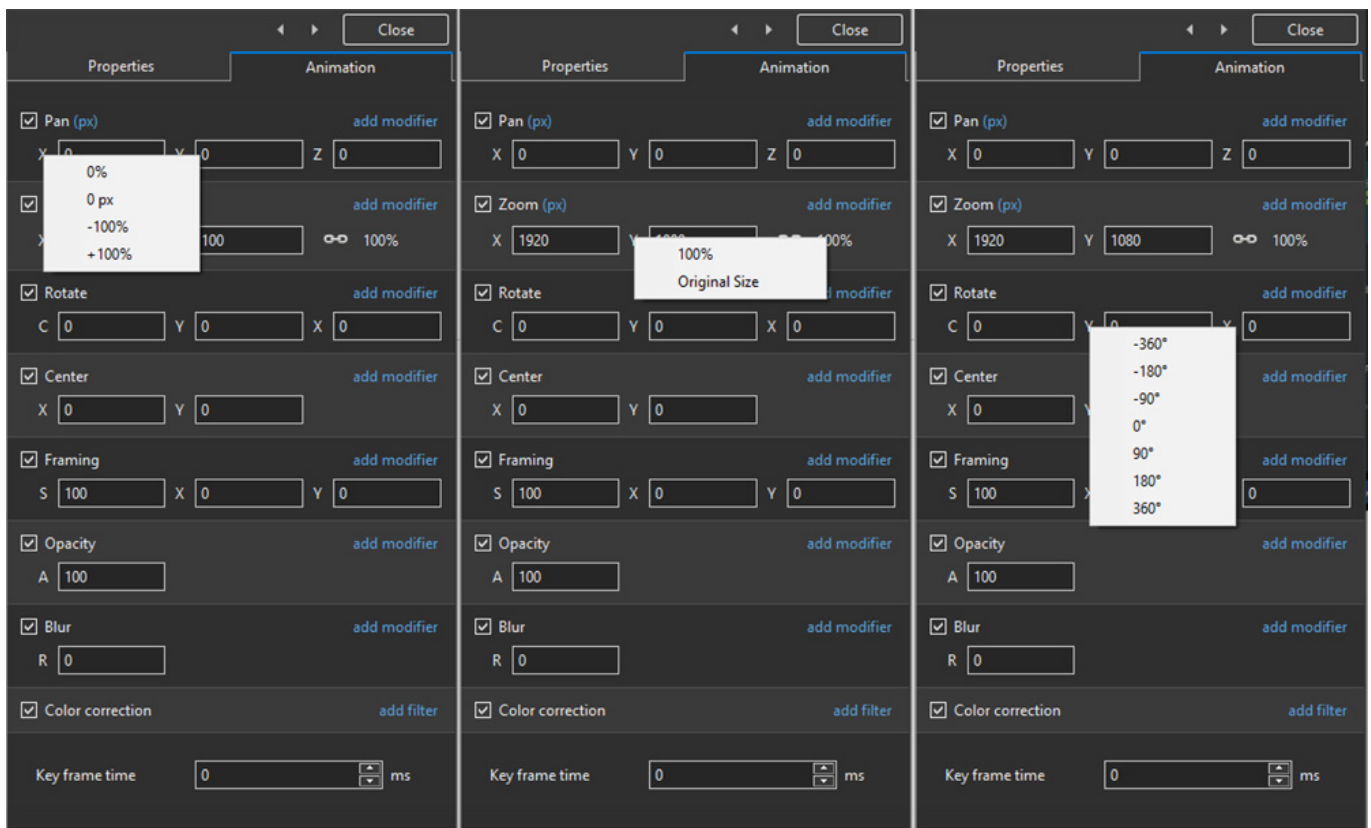 Close
Properties Animation
Pan (px) add modifier
X 0 Y 0 Z 0
0%
0 px
-100%
+100%
add modifier
100 100%
Rotate add modifier
C 0 Y 0 X 0
Center add modifier
X 0 Y 0
Framing add modifier
S 100 X 0 Y 0
Opacity add modifier
A 100
Blur add modifier
R 0
Color correction add filter
Key frame time 0 ms
Close
Properties Animation
Pan (px) add modifier
X 0 Y 0 Z 0
Zoom (px) add modifier
X 1920
100%
Original Size
Rotate modifier
C 0 Y 0 X 0
Center add modifier
X 0 Y 0
Framing add modifier
S 100 X 0 Y 0
Opacity add modifier
A 100
Blur add modifier
R 0
Color correction add filter
Key frame time 0 ms
Close
Properties Animation
Pan (px) add modifier
X 0 Y 0 Z 0
Zoom (px) add modifier
X 1920 Y 1080 100%
Rotate add modifier
C 0 0
-360°
-180°
-90°
0°
90°
180°
360°
Center add modifier
X 0
Framing add modifier
S 100 0
Opacity add modifier
A 100
Blur add modifier
R 0
Color correction add filter
Key frame time 0 ms